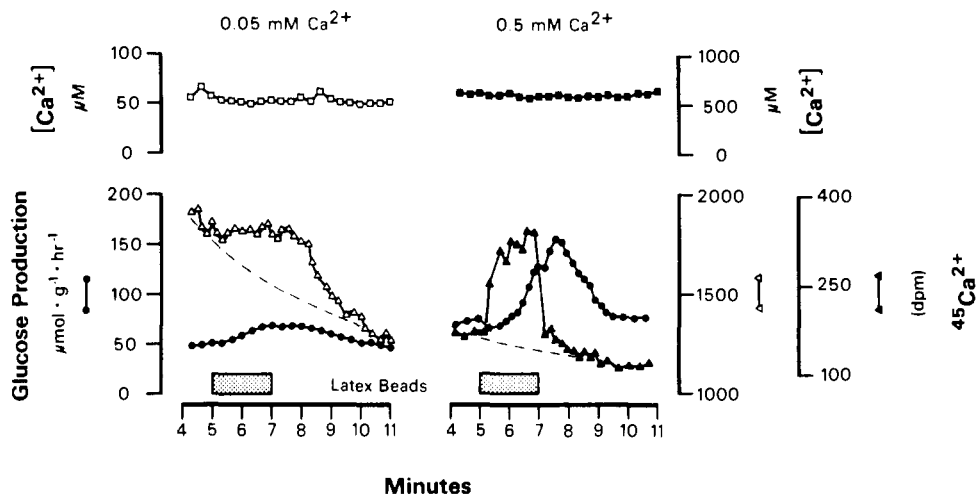 0.05 mM Ca²⁺
0.5 mM Ca²⁺
[Ca²⁺]
μM
100
50
0
1000
500
0
μM
[Ca²⁺]
Glucose Production
μmol · g⁻¹ · hr⁻¹
200
150
100
50
0
Latex Beads
2000
1500
1000
400
250
100
(dpm)
⁴⁵Ca²⁺
4 5 6 7 8 9 10 11
4 5 6 7 8 9 10 11
Minutes